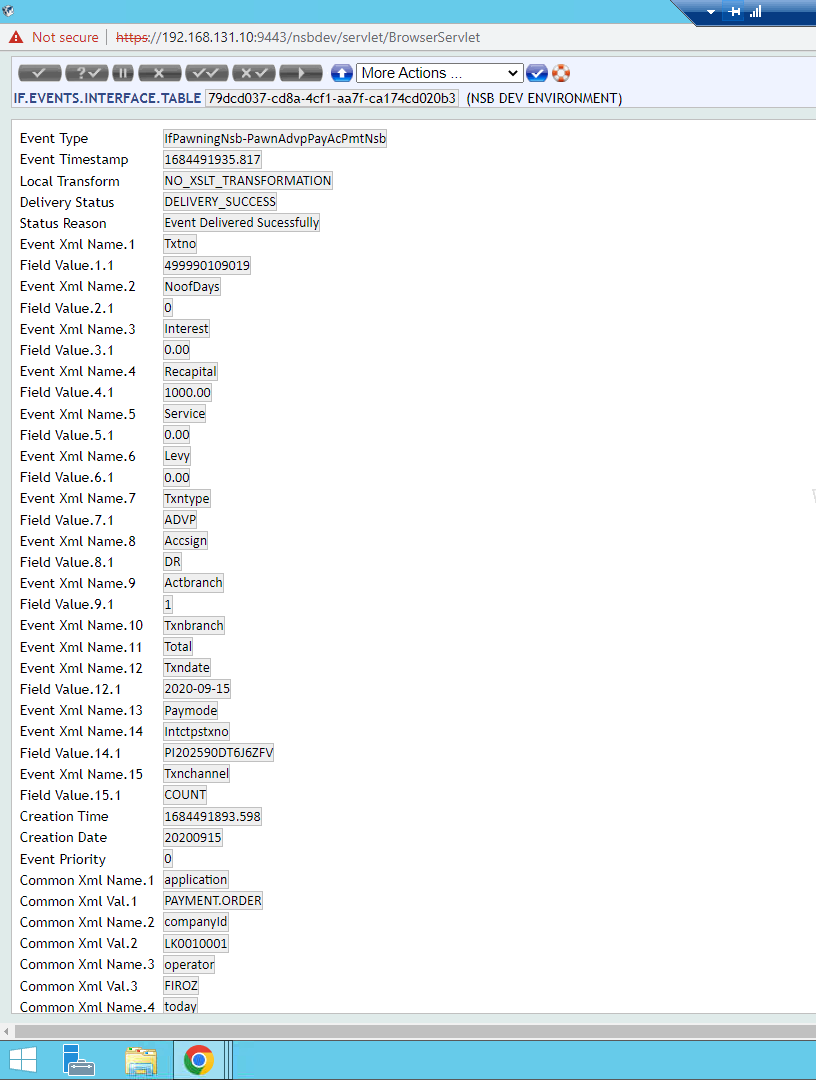 Not secure | https://192.168.131.10:9443/nsbdev/servlet/BrowserServlet
More Actions ...
IF.EVENTS.INTERFACE.TABLE 79dcd037-cd8a-4cf1-aa7f-ca174cd020b3 (NSB DEV ENVIRONMENT)
Event Type IfPawningNsb-PawnAdvpPayAcPmtNsb
Event Timestamp 1684491935.817
Local Transform NO_XSLT_TRANSFORMATION
Delivery Status DELIVERY_SUCCESS
Status Reason Event Delivered Sucessfully
Event Xml Name.1 Txtno
Field Value.1.1 499990109019
Event Xml Name.2 NoofDays
Field Value.2.1 0
Event Xml Name.3 Interest
Field Value.3.1 0.00
Event Xml Name.4 Recapital
Field Value.4.1 1000.00
Event Xml Name.5 Service
Field Value.5.1 0.00
Event Xml Name.6 Levy
Field Value.6.1 0.00
Event Xml Name.7 Txntype
Field Value.7.1 ADVP
Event Xml Name.8 Accsign
Field Value.8.1 DR
Event Xml Name.9 Actbranch
Field Value.9.1 1
Event Xml Name.10 Txnbranch
Event Xml Name.11 Total
Event Xml Name.12 Txndate
Field Value.12.1 2020-09-15
Event Xml Name.13 Paymode
Event Xml Name.14 Intctpstxno
Field Value.14.1 PI202590DT6J6ZFV
Event Xml Name.15 Txnchannel
Field Value.15.1 COUNT
Creation Time 1684491893.598
Creation Date 20200915
Event Priority 0
Common Xml Name.1 application
Common Xml Val.1 PAYMENT.ORDER
Common Xml Name.2 companyId
Common Xml Val.2 LK0010001
Common Xml Name.3 operator
Common Xml Val.3 FIROZ
Common Xml Name.4 today